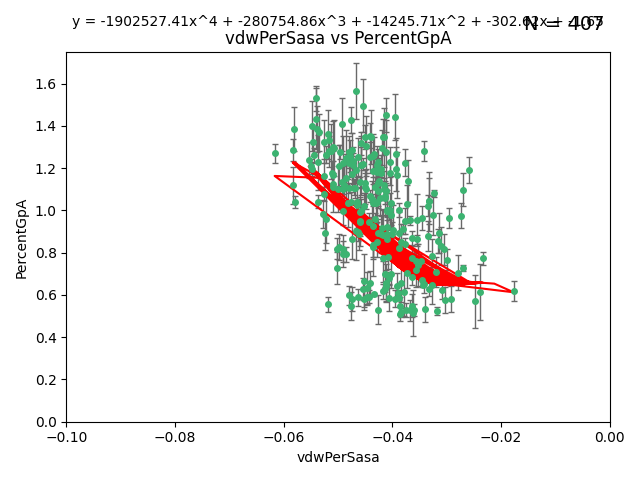 y = -1902527.41x^4 + -280754.86x^3 + -14245.71x^2 + -302.62x + 
N = 407
vdwPerSasa vs PercentGpA
PercentGpA
1.6
1.4
1.2
1.0
0.8
0.6
0.4
0.2
0.0
−0.10 −0.08 −0.06 −0.04 −0.02 0.00
vdwPerSasa